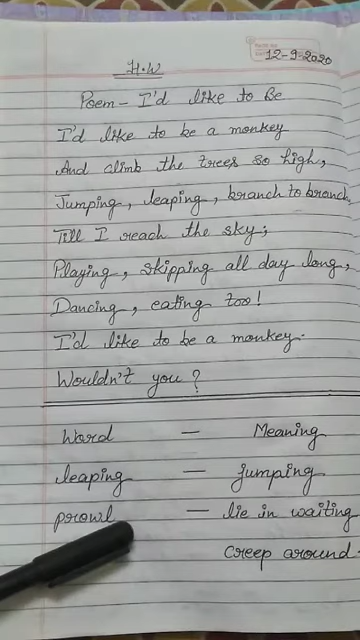 12-9-2020
H.W
Poem - I'd like to Be
I'd like to be a monkey
And climb the trees so high,
Jumping, leaping, branch to branch,
Till I reach the sky;
Playing, skipping all day long,
Dancing, eating too!
I'd like to be a monkey.
Wouldn't you?
Word — Meaning
leaping — jumping
prowl — lie in waiting
creep around.